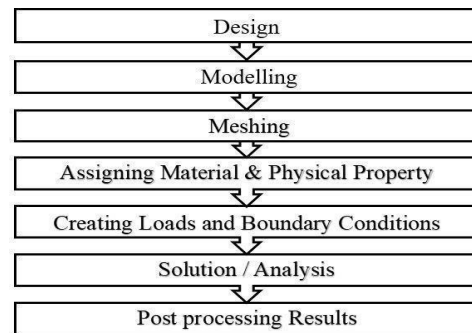 Design
Modelling
Meshing
Assigning Material & Physical Property
Creating Loads and Boundary Conditions
Solution / Analysis
Post processing Results